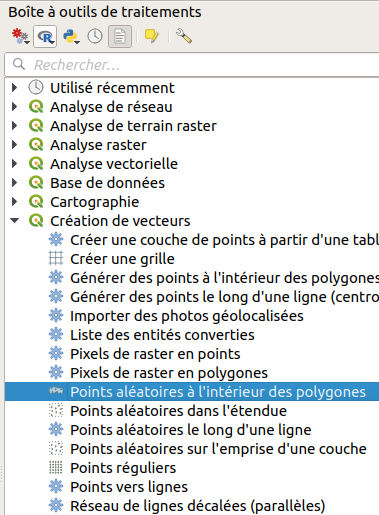 Boîte à outils de traitements
Rechercher...
Utilisé récemment
Analyse de réseau
Analyse de terrain raster
Analyse raster
Analyse vectorielle
Base de données
Cartographie
Création de vecteurs
Créer une couche de points à partir d'une tabl
Créer une grille
Générer des points à l'intérieur des polygones
Générer des points le long d'une ligne (centro
Importer des photos géolocalisées
Liste des entités converties
Pixels de raster en points
Pixels de raster en polygones
Points aléatoires à l'intérieur des polygones
Points aléatoires dans l'étendue
Points aléatoires le long d'une ligne
Points aléatoires sur l'emprise d'une couche
Points réguliers
Points vers lignes
Réseau de lignes décalées (parallèles)